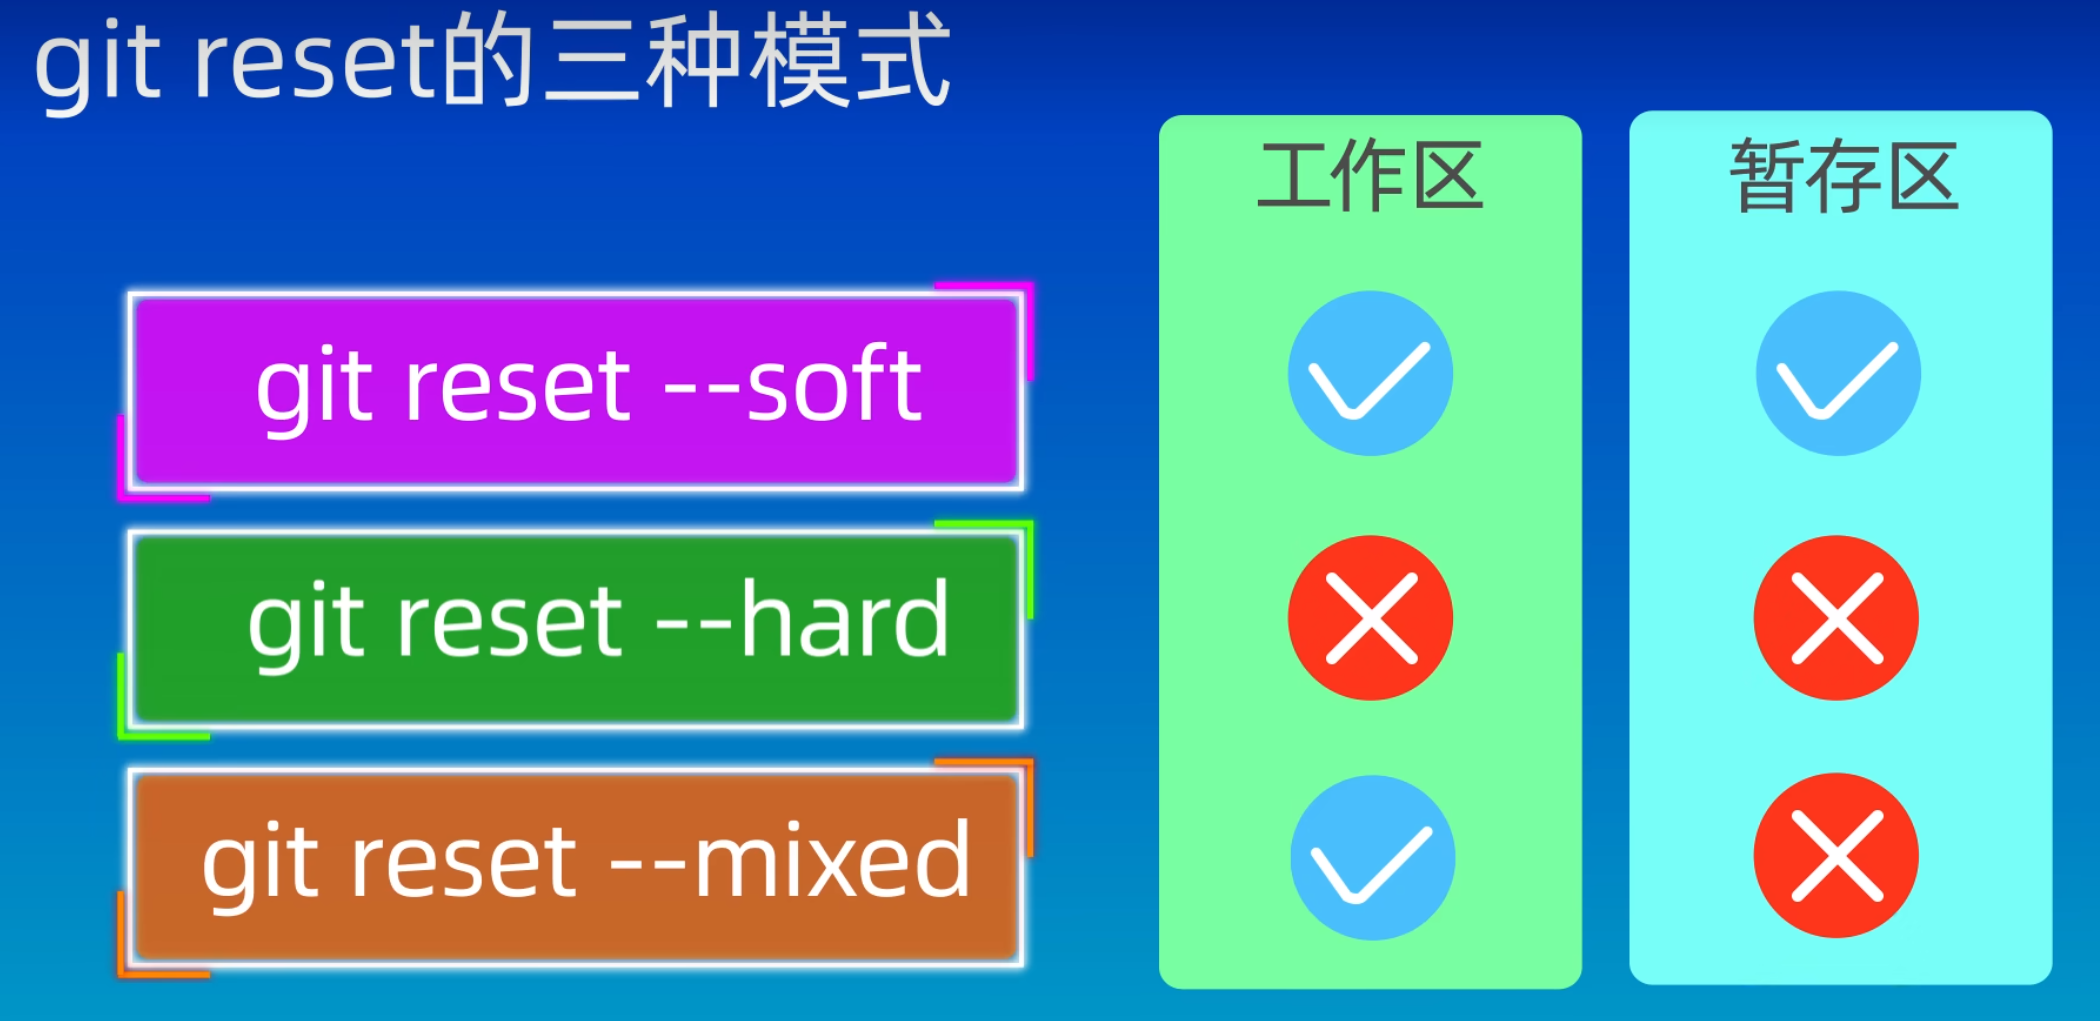 git reset的三种模式
工作区
暂存区
git reset --soft
git reset --hard
git reset --mixed